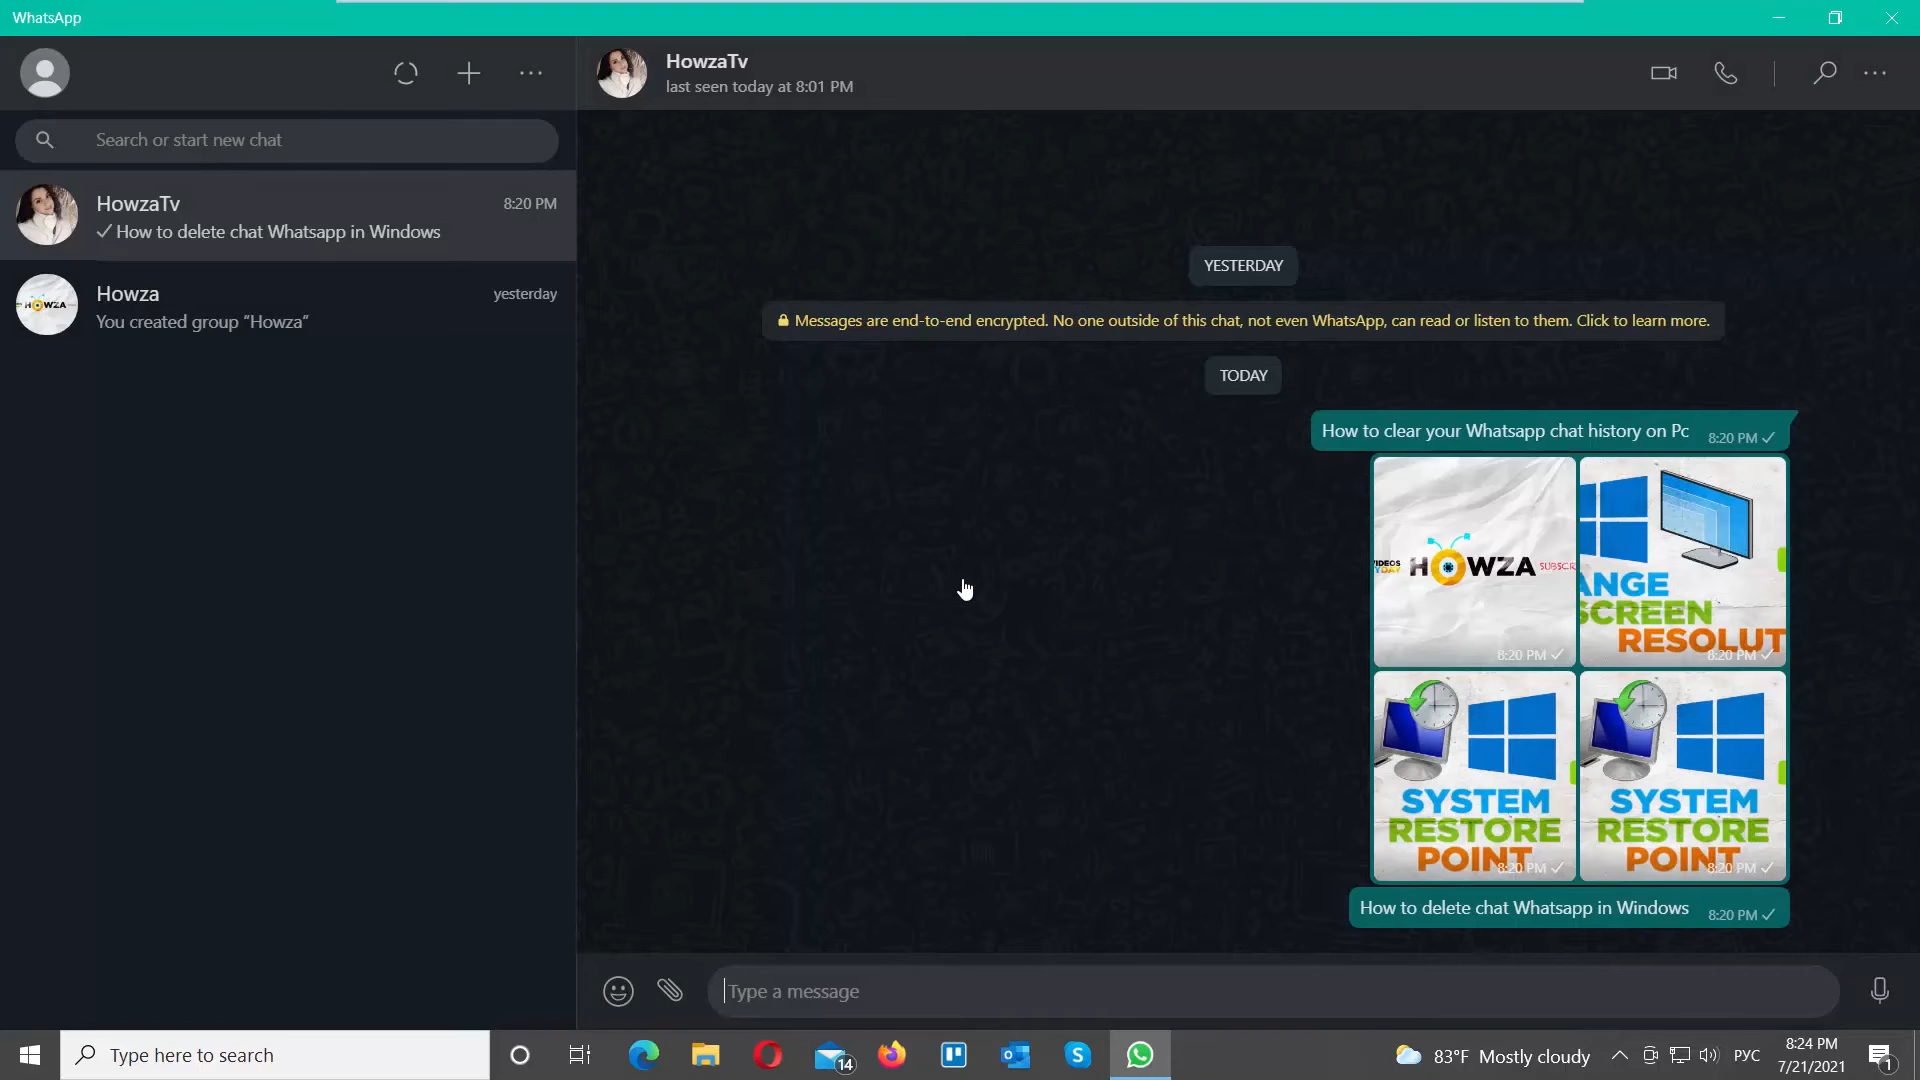 WhatsApp
HowzaTv
last seen today at 8:01 PM
Search or start new chat
HowzaTv
8:20 PM
How to delete chat Whatsapp in Windows
Howza
yesterday
You created group “Howza”
YESTERDAY
Messages are end-to-end encrypted. No one outside of this chat, not even WhatsApp, can read or listen to them. Click to learn more.
TODAY
How to clear your Whatsapp chat history on Pc
8:20 PM
VIDEOS
YDAY
HOWZA
SUBSCR
8:20 PM
ANGE
SCREEN
RESOLUT
8:20 PM
SYSTEM
RESTORE
POINT
8:20 PM
SYSTEM
RESTORE
POINT
8:20 PM
How to delete chat Whatsapp in Windows
8:20 PM
Type a message
Type here to search
14
83°F Mostly cloudy
РУС
8:24 PM
7/21/2021
1